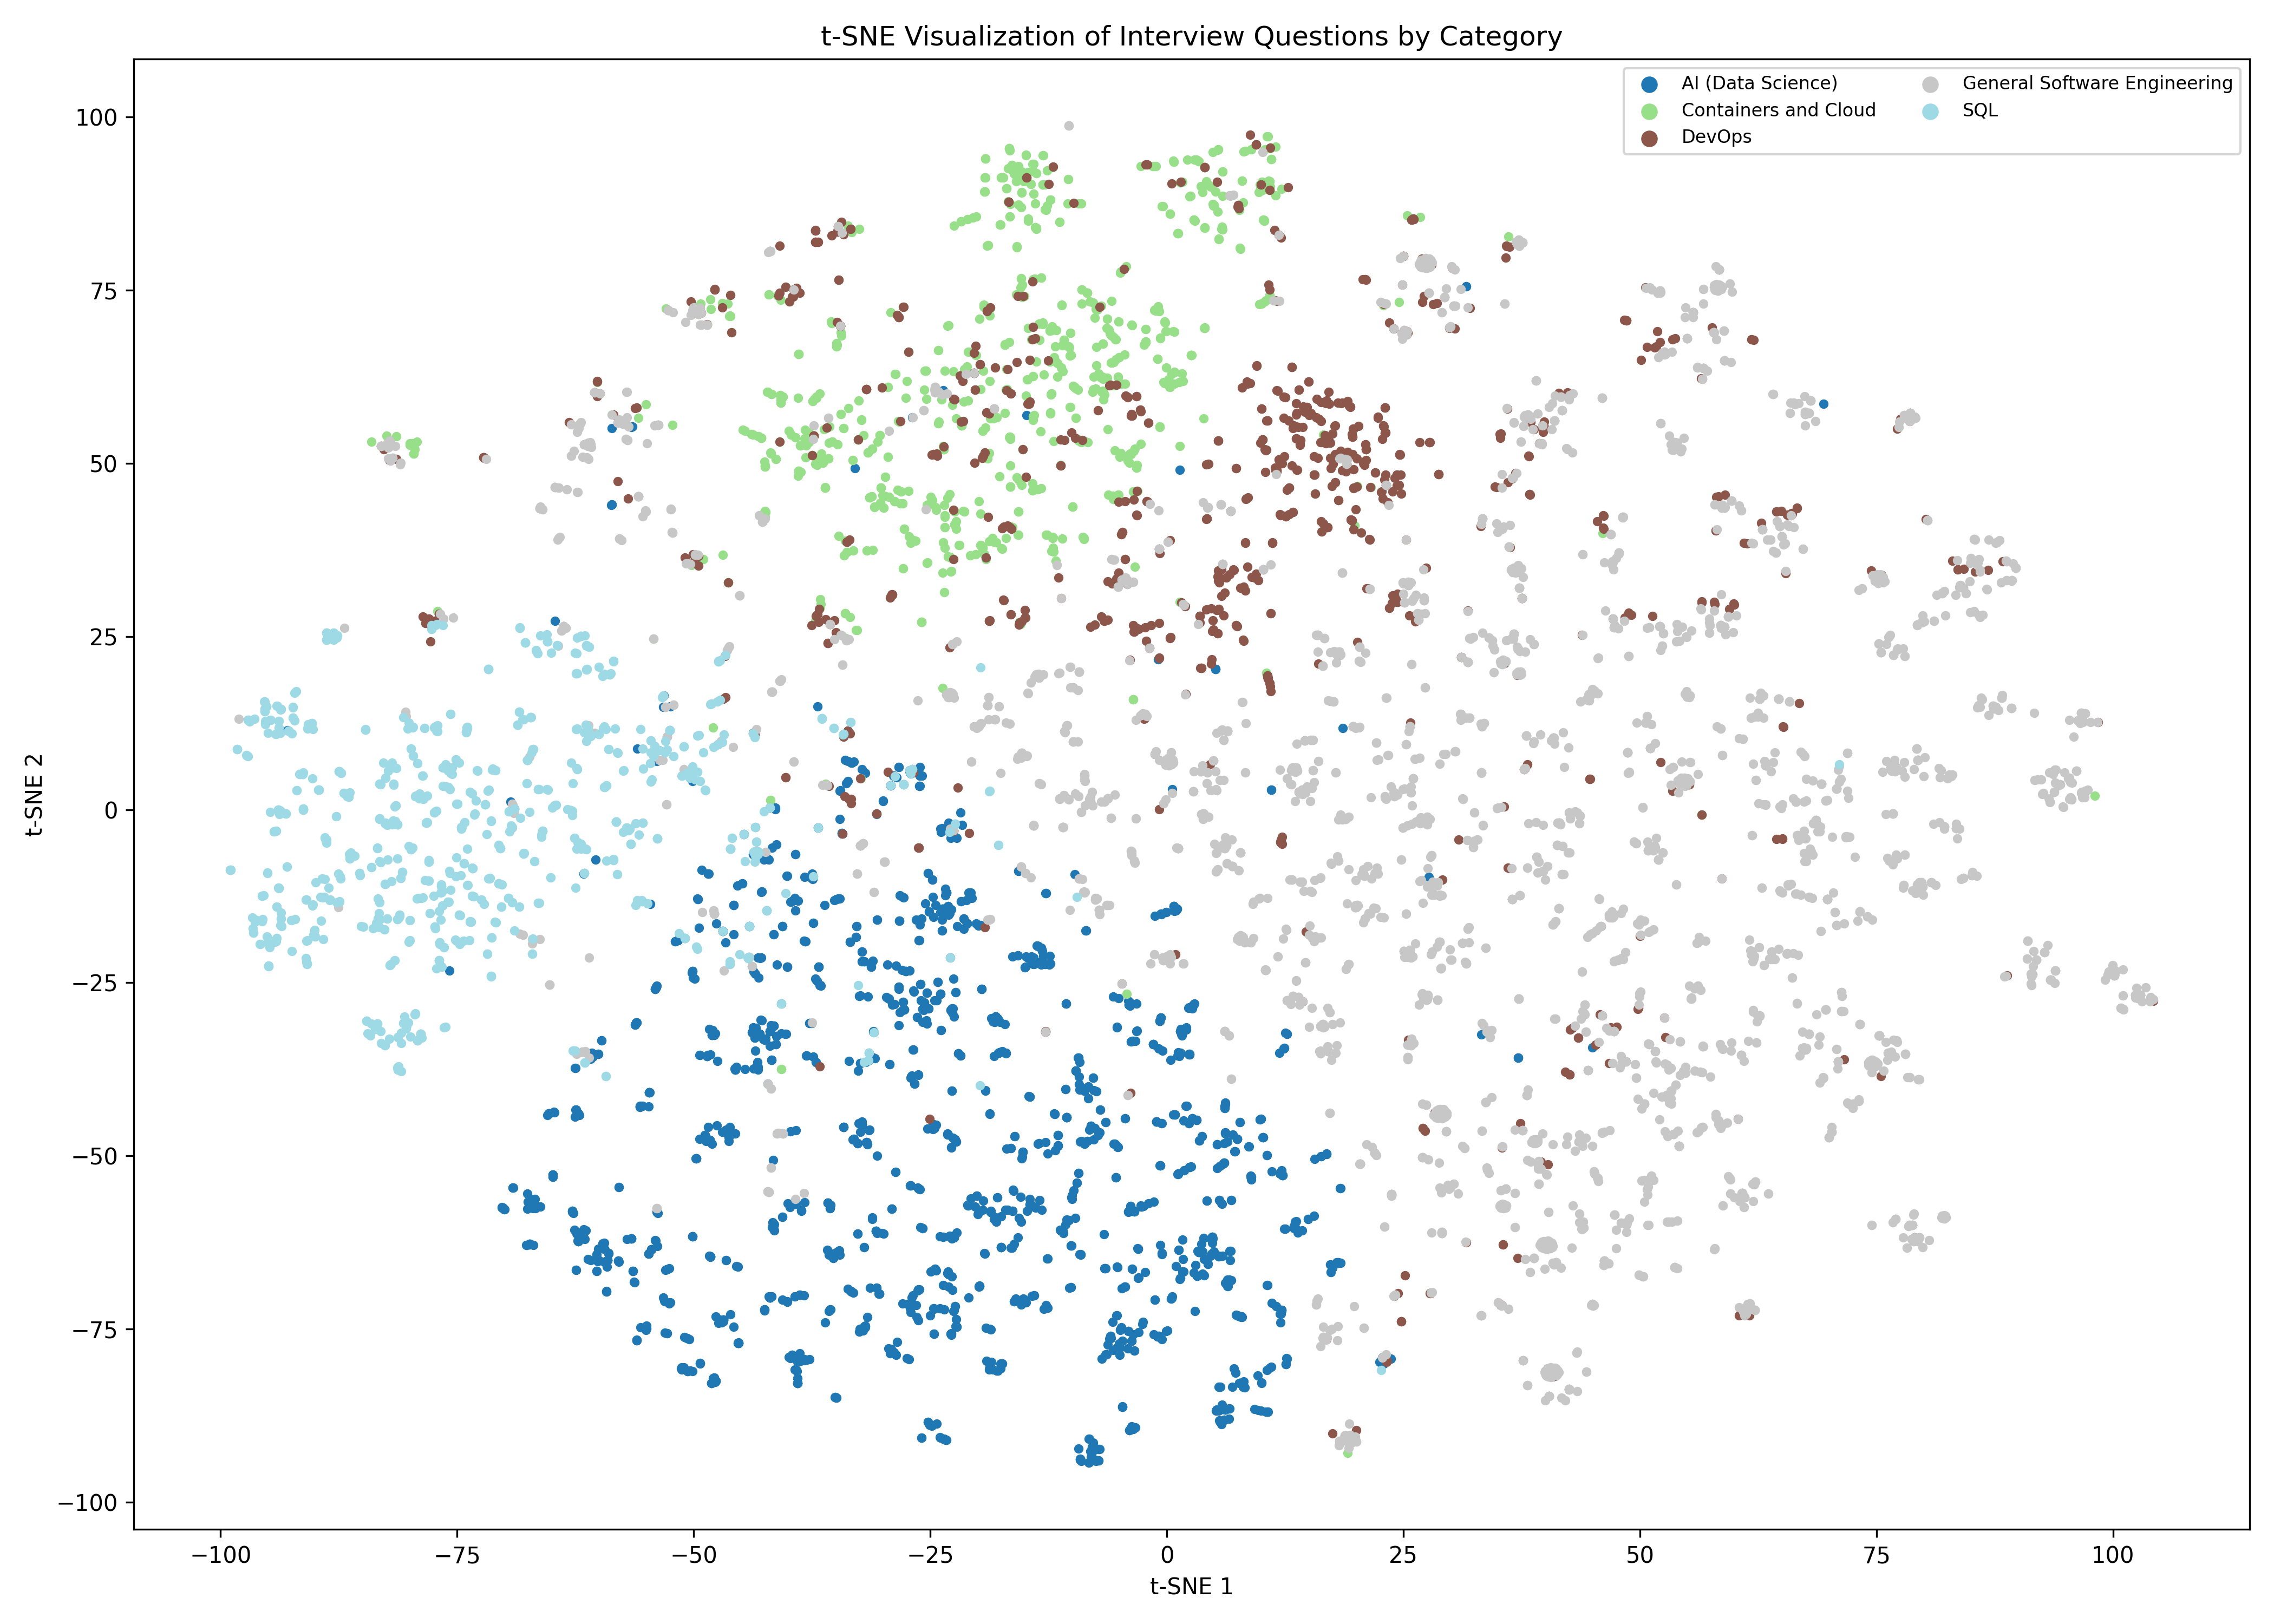 t-SNE Visualization of Interview Questions by Category
AI (Data Science)
Containers and Cloud
DevOps
General Software Engineering
SQL
100
75
50
25
0
−25
−50
−75
−100
t-SNE 2
−100
−75
−50
−25
0
25
50
75
100
t-SNE 1